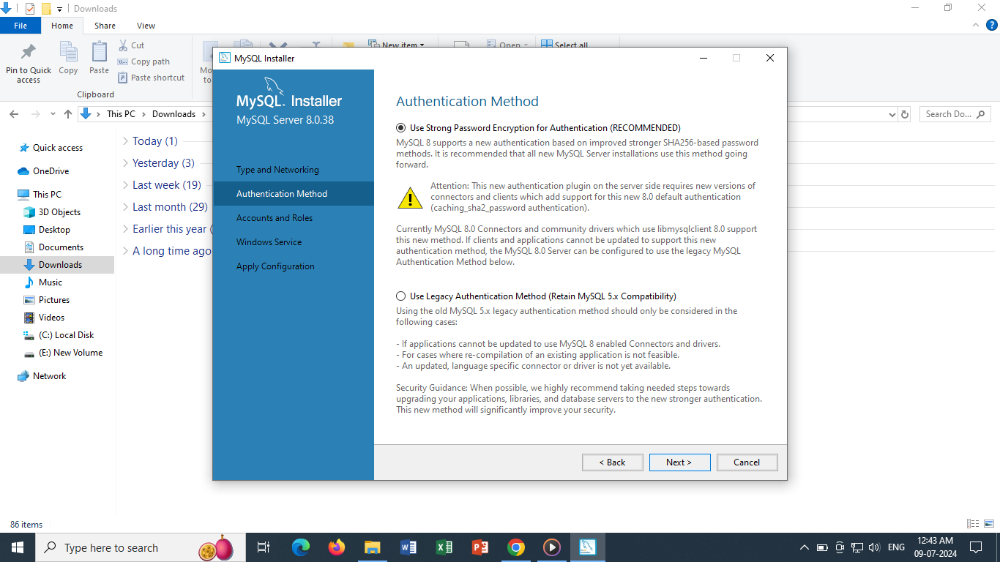 Downloads
File Home Share View
Pin to Quick access
Copy
Paste
Cut
Copy path
Paste shortcut
Clipboard
New item
Open
Select all
This PC > Downloads >
Search Do...
Quick access
OneDrive
This PC
3D Objects
Desktop
Documents
Downloads
Music
Pictures
Videos
(C:) Local Disk
(E:) New Volume
Network
Today (1)
Yesterday (3)
Last week (19)
Last month (29)
Earlier this year (
A long time ago
MySQL Installer
MySQL. Installer
MySQL Server 8.0.38
Type and Networking
Authentication Method
Accounts and Roles
Windows Service
Apply Configuration
Authentication Method
Use Strong Password Encryption for Authentication (RECOMMENDED)
MySQL 8 supports a new authentication based on improved stronger SHA256-based password
methods. It is recommended that all new MySQL Server installations use this method going
forward.
Attention: This new authentication plugin on the server side requires new versions of
connectors and clients which add support for this new 8.0 default authentication
(caching_sha2_password authentication).
Currently MySQL 8.0 Connectors and community drivers which use libmysqlclient 8.0 support
this new method. If clients and applications cannot be updated to support this new
authentication method, the MySQL 8.0 Server can be configured to use the legacy MySQL
Authentication Method below.
Use Legacy Authentication Method (Retain MySQL 5.x Compatibility)
Using the old MySQL 5.x legacy authentication method should only be considered in the
following cases:
- If applications cannot be updated to use MySQL 8 enabled Connectors and drivers.
- For cases where re-compilation of an existing application is not feasible.
- An updated, language specific connector or driver is not yet available.
Security Guidance: When possible, we highly recommend taking needed steps towards
upgrading your applications, libraries, and database servers to the new stronger authentication.
This new method will significantly improve your security.
< Back
Next >
Cancel
86 items
Type here to search
ENG
12:43 AM
09-07-2024